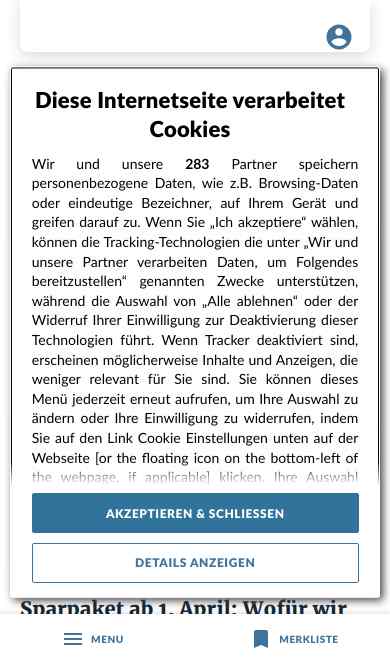 Diese Internetseite verarbeitet
Cookies
Wir und unsere 283 Partner speichern
personenbezogene Daten, wie z.B. Browsing-Daten
oder eindeutige Bezeichner, auf Ihrem Gerät und
greifen darauf zu. Wenn Sie „Ich akzeptiere“ wählen,
können die Tracking-Technologien die unter „Wir und
unsere Partner verarbeiten Daten, um Folgendes
bereitzustellen“ genannten Zwecke unterstützen,
während die Auswahl von „Alle ablehnen“ oder der
Widerruf Ihrer Einwilligung zur Deaktivierung dieser
Technologien führt. Wenn Tracker deaktiviert sind,
erscheinen möglicherweise Inhalte und Anzeigen, die
weniger relevant für Sie sind. Sie können dieses
Menü jederzeit erneut aufrufen, um Ihre Auswahl zu
ändern oder Ihre Einwilligung zu widerrufen, indem
Sie auf den Link Cookie Einstellungen unten auf der
Webseite [or the floating icon on the bottom-left of
the webpage, if applicable] klicken. Ihre Auswahl
AKZEPTIEREN & SCHLIESSEN
DETAILS ANZEIGEN
Sparpaket ab 1. April: Wofür wir
MENU
MERKLISTE